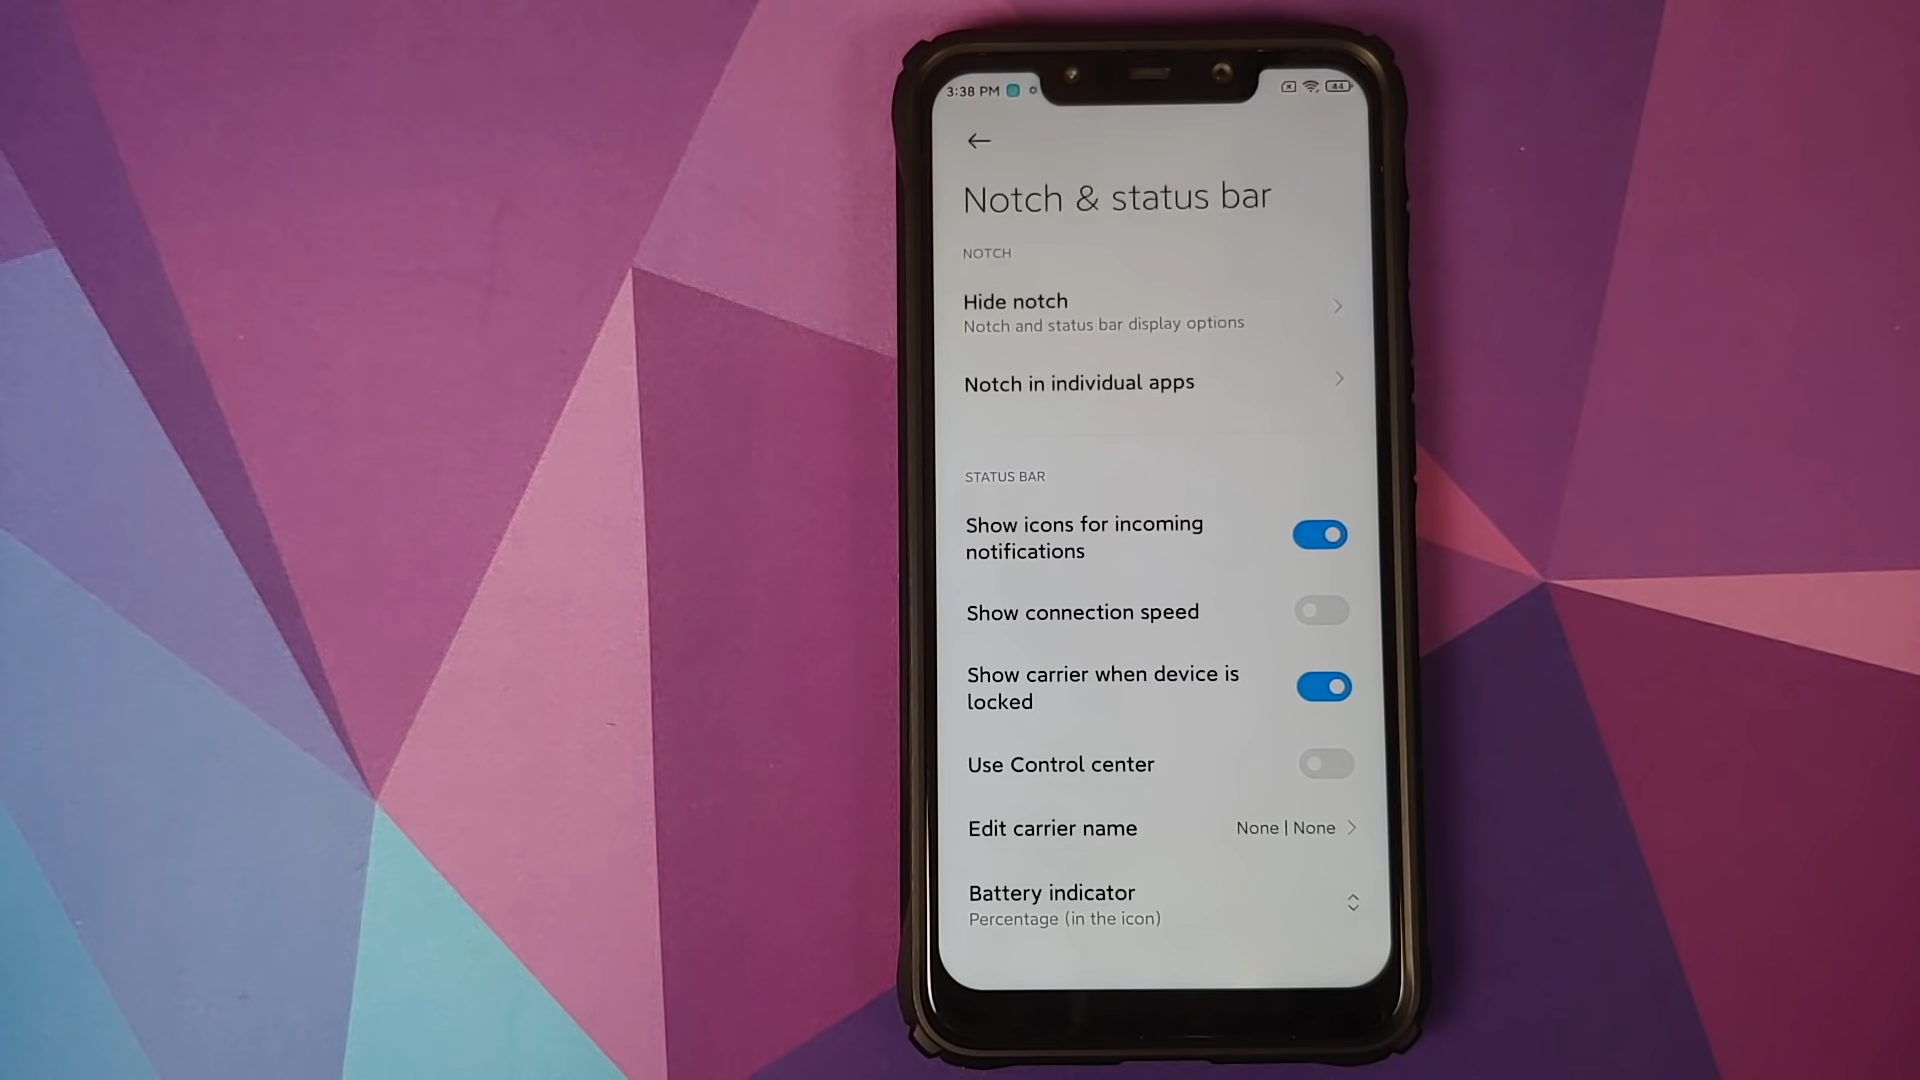 3:38 PM
44
Notch & status bar
NOTCH
Hide notch
Notch and status bar display options
Notch in individual apps
STATUS BAR
Show icons for incoming
notifications
Show connection speed
Show carrier when device is
locked
Use Control center
Edit carrier name
None | None
Battery indicator
Percentage (in the icon)